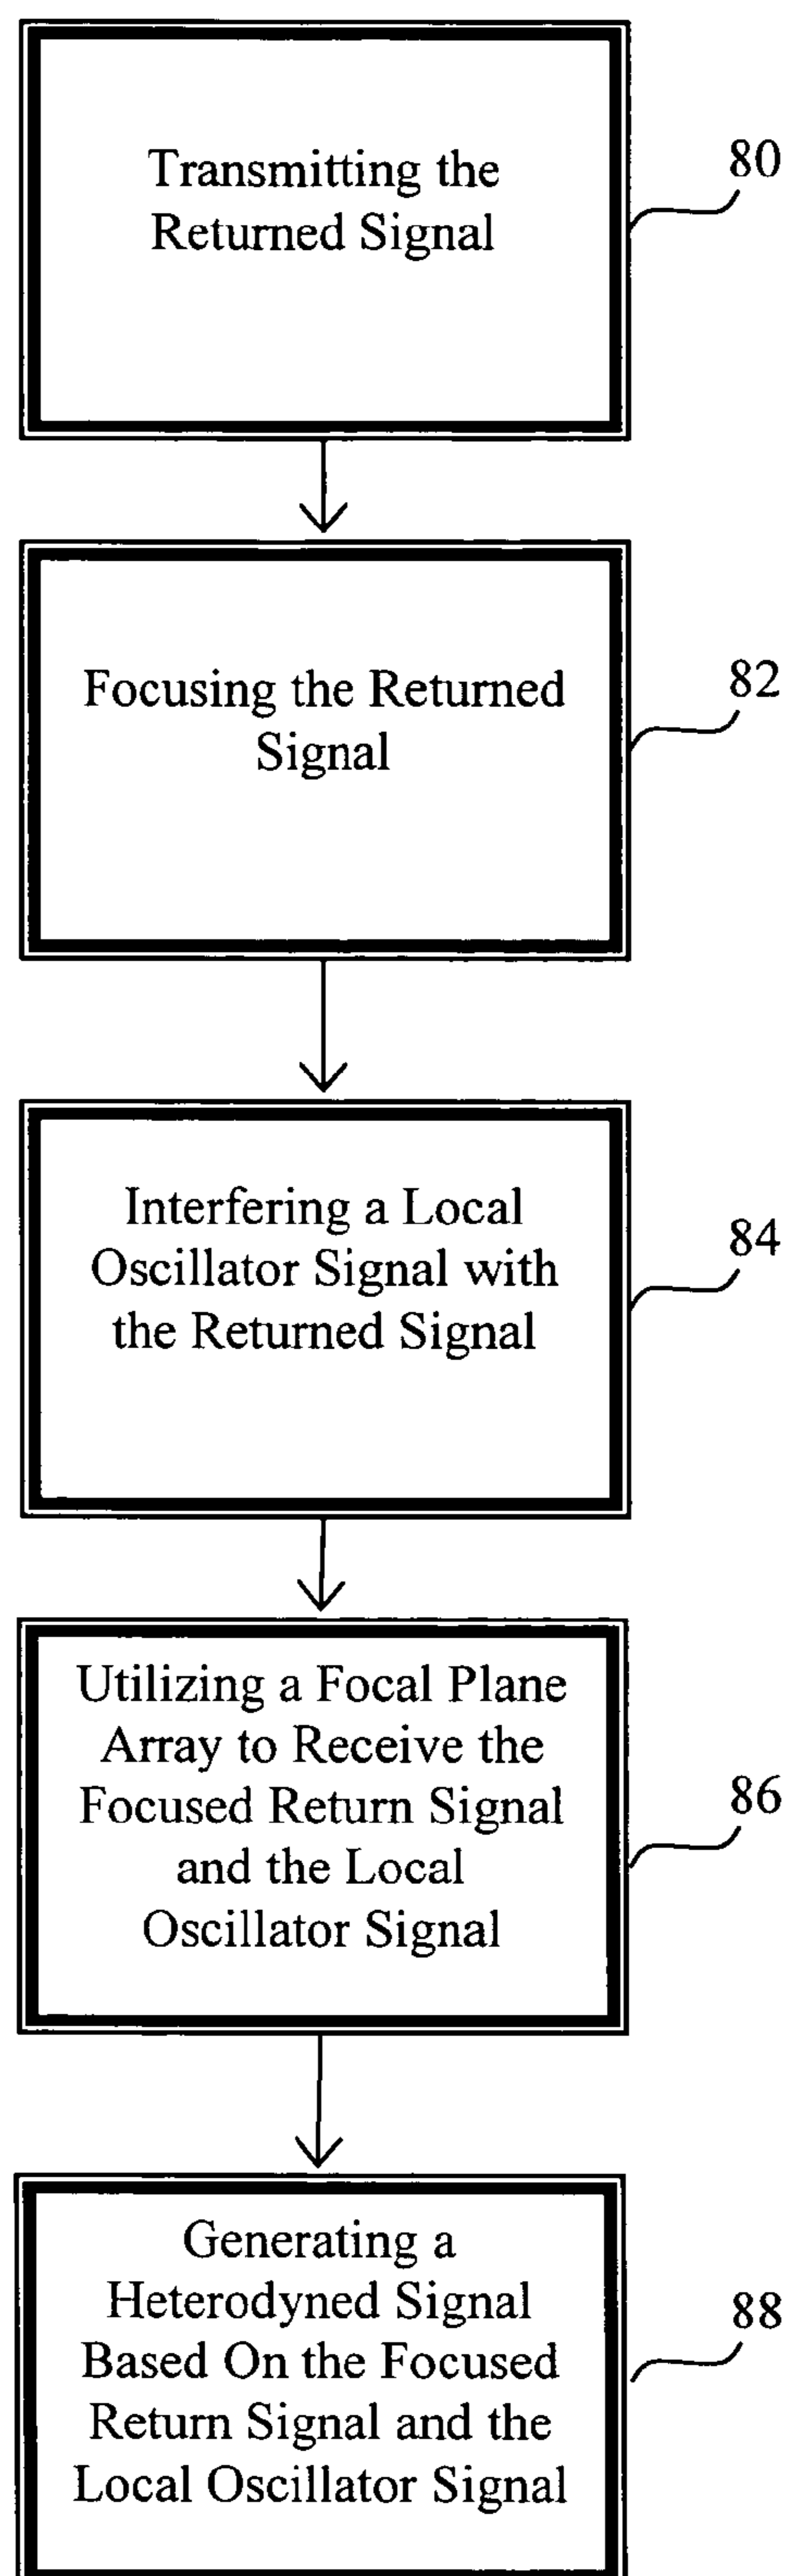 Transmitting the
Returned Signal
80
Focusing the Returned
Signal
82
Interfering a Local
Oscillator Signal with
the Returned Signal
84
Utilizing a Focal Plane
Array to Receive the
Focused Return Signal
and the Local
Oscillator Signal
86
Generating a
Heterodyned Signal
Based On the Focused
Return Signal and the
Local Oscillator Signal
88